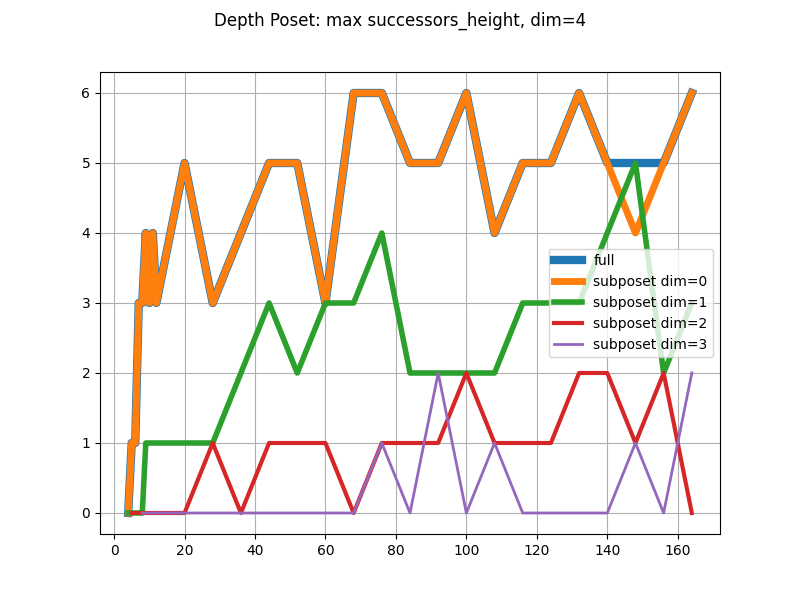 Depth Poset: max successors_height, dim=4
6
5
4
3
2
1
0
full
subposet dim=0
subposet dim=1
subposet dim=2
subposet dim=3
0 20 40 60 80 100 120 140 160